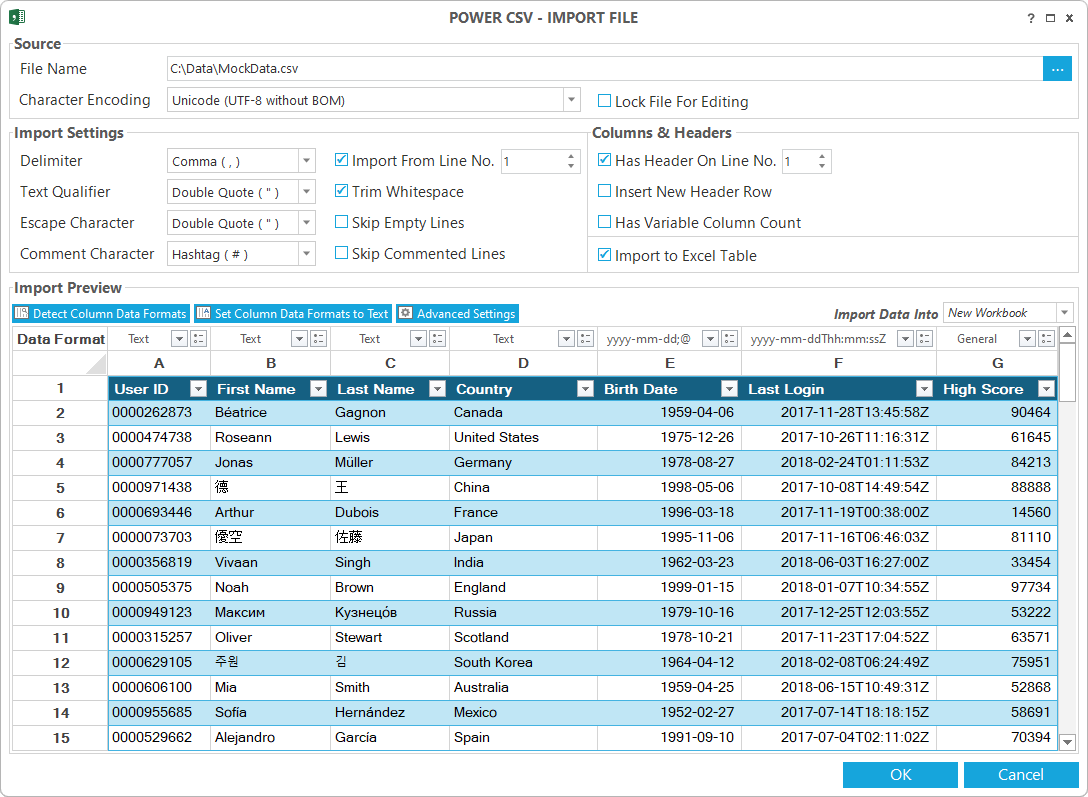 POWER CSV - IMPORT FILE
Source
File Name C:\Data\MockData.csv ...
Character Encoding Unicode (UTF-8 without BOM) Lock File For Editing
Import Settings Columns & Headers
Delimiter Comma ( , ) Import From Line No. 1 Has Header On Line No. 1
Text Qualifier Double Quote ( " ) Trim Whitespace Insert New Header Row
Escape Character Double Quote ( " ) Skip Empty Lines Has Variable Column Count
Comment Character Hashtag ( # ) Skip Commented Lines Import to Excel Table
Import Preview
Detect Column Data Formats Set Column Data Formats to Text Advanced Settings Import Data Into New Workbook
Data Format Text Text Text Text yyyy-mm-dd;@ yyyy-mm-ddThh:mm:ssZ General
A B C D E F G
1 User ID First Name Last Name Country Birth Date Last Login High Score
2 0000262873 Béatrice Gagnon Canada 1959-04-06 2017-11-28T13:45:58Z 90464
3 0000474738 Roseann Lewis United States 1975-12-26 2017-10-26T11:16:31Z 61645
4 0000777057 Jonas Müller Germany 1978-08-27 2018-02-24T01:11:53Z 84213
5 0000971438 德 王 China 1998-05-06 2017-10-08T14:49:54Z 88888
6 0000693446 Arthur Dubois France 1996-03-18 2017-11-19T00:38:00Z 14560
7 0000073703 優空 佐藤 Japan 1995-11-06 2017-11-16T06:46:03Z 81110
8 0000356819 Vivaan Singh India 1962-03-23 2018-06-03T16:27:00Z 33454
9 0000505375 Noah Brown England 1999-01-15 2018-01-07T10:34:55Z 97734
10 0000949123 Максим Кузнецо́в Russia 1979-10-16 2017-12-25T12:03:55Z 53222
11 0000315257 Oliver Stewart Scotland 1978-10-21 2017-11-23T17:04:52Z 63571
12 0000629105 주원 김 South Korea 1964-04-12 2018-02-08T06:24:49Z 75951
13 0000606100 Mia Smith Australia 1959-04-25 2018-06-15T10:49:31Z 52868
14 0000955685 Sofía Hernández Mexico 1952-02-27 2017-07-14T18:18:15Z 58691
15 0000529662 Alejandro García Spain 1991-09-10 2017-07-04T02:11:02Z 70394
OK Cancel